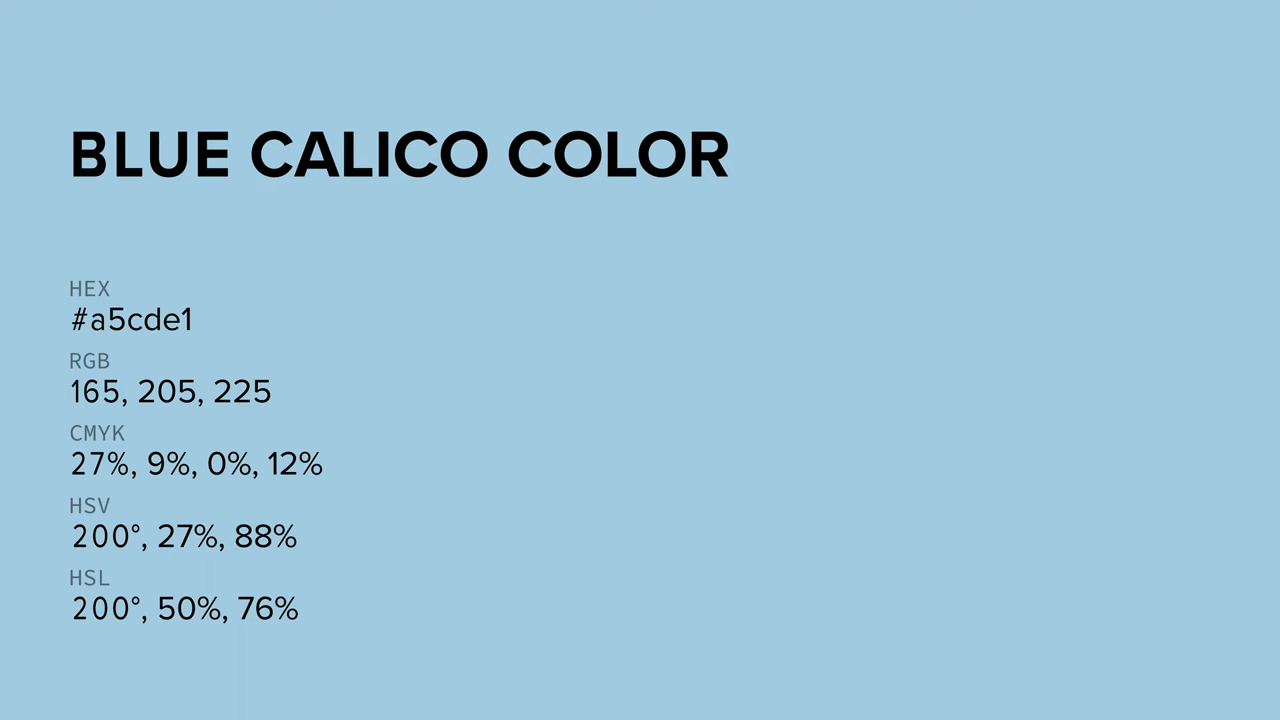 BLUE CALICO COLOR
HEX
#a5cde1
RGB
165, 205, 225
CMYK
27%, 9%, 0%, 12%
HSV
200°, 27%, 88%
HSL
200°, 50%, 76%